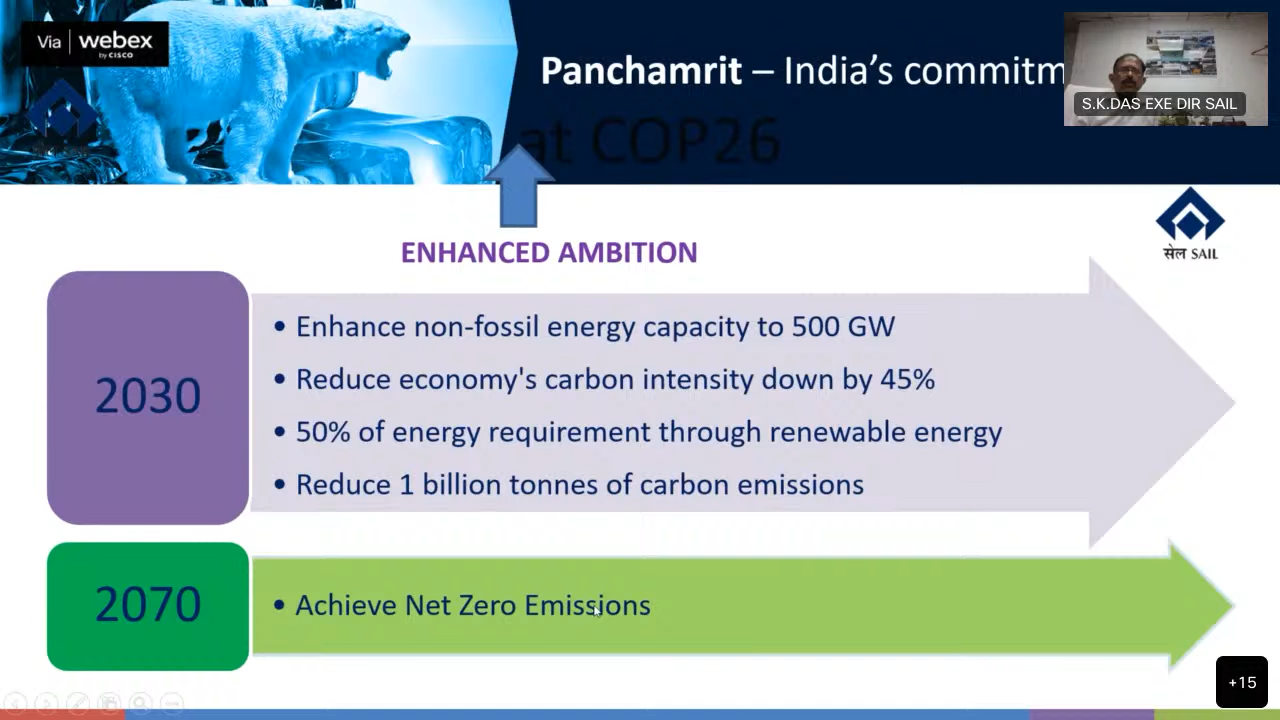 Via webex
by CISCO
Panchamrit – India's commitm
S.K.DAS EXE DIR SAIL
at COP26
सेल SAIL
ENHANCED AMBITION
2030
• Enhance non-fossil energy capacity to 500 GW
• Reduce economy's carbon intensity down by 45%
• 50% of energy requirement through renewable energy
• Reduce 1 billion tonnes of carbon emissions
2070
• Achieve Net Zero Emissions
+15